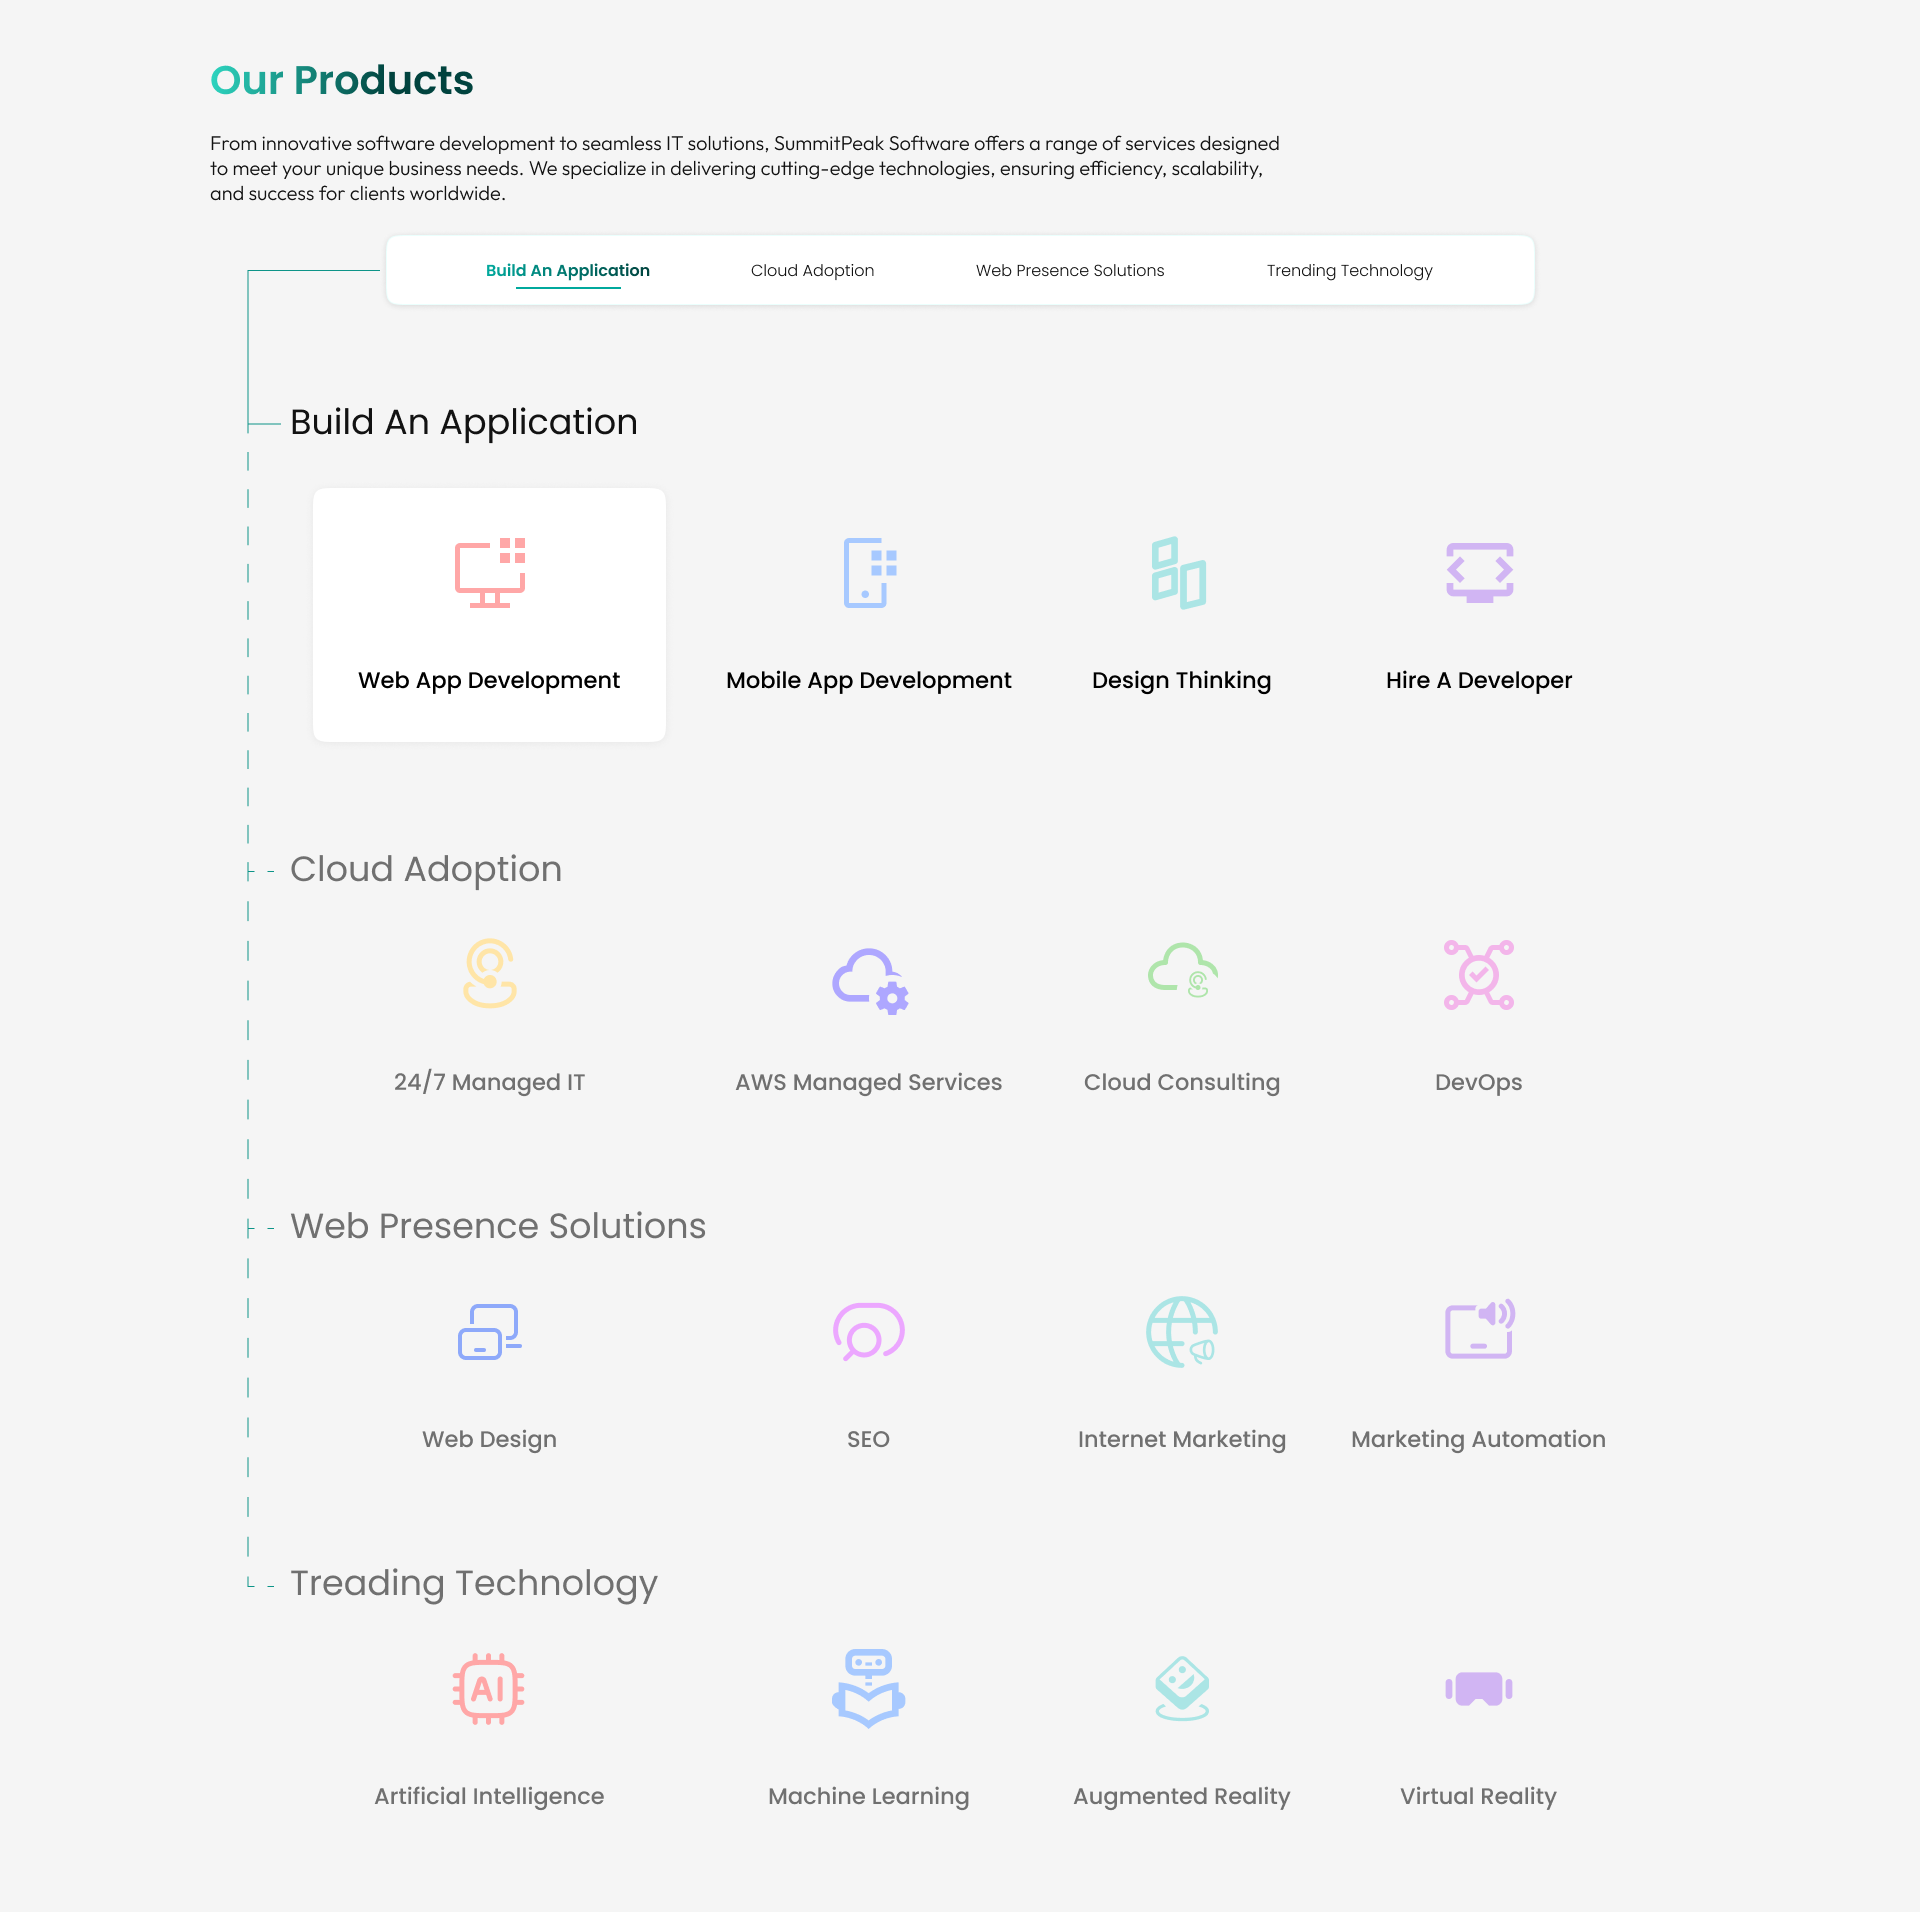 Our Products
From innovative software development to seamless IT solutions, SummitPeak Software offers a range of services designed
to meet your unique business needs. We specialize in delivering cutting-edge technologies, ensuring efficiency, scalability,
and success for clients worldwide.
Build An Application
Cloud Adoption
Web Presence Solutions
Trending Technology
Build An Application
Web App Development
Mobile App Development
Design Thinking
Hire A Developer
Cloud Adoption
24/7 Managed IT
AWS Managed Services
Cloud Consulting
DevOps
Web Presence Solutions
Web Design
SEO
Internet Marketing
Marketing Automation
Treading Technology
AI
Artificial Intelligence
Machine Learning
Augmented Reality
Virtual Reality